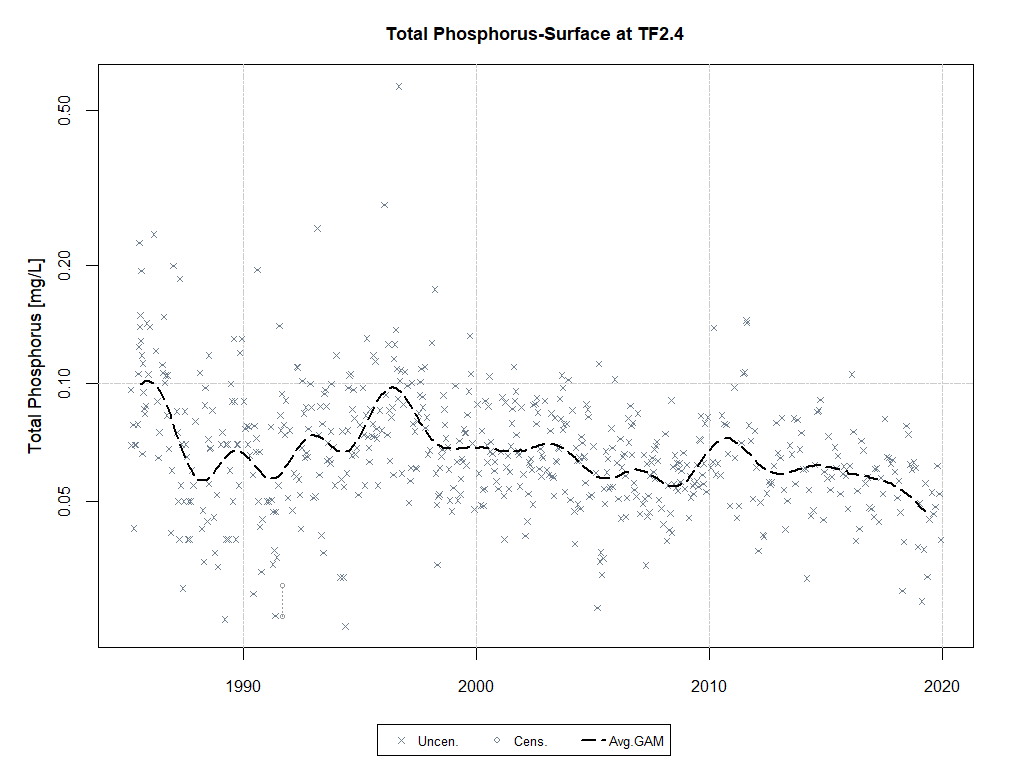 Total Phosphorus-Surface at TF2.4
Total Phosphorus [mg/L]
0.50
0.20
0.10
0.05
1990
2000
2010
2020
Uncen.
Cens.
Avg.GAM